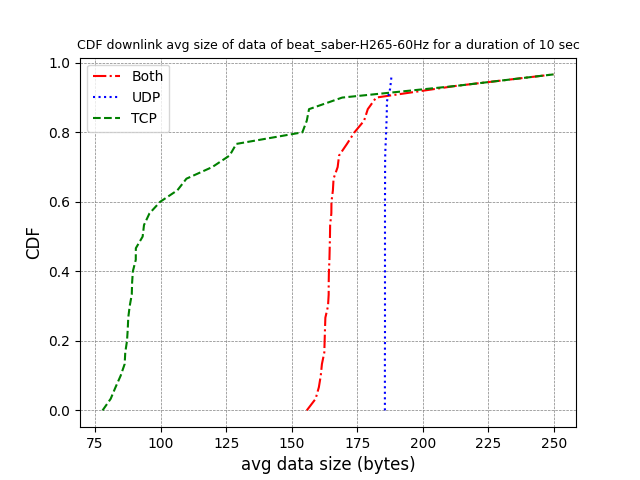 CDF downlink avg size of data of beat_saber-H265-60Hz for a duration of 10 sec
1.0
0.8
0.6
0.4
0.2
0.0
CDF
Both
UDP
TCP
75 100 125 150 175 200 225 250
avg data size (bytes)